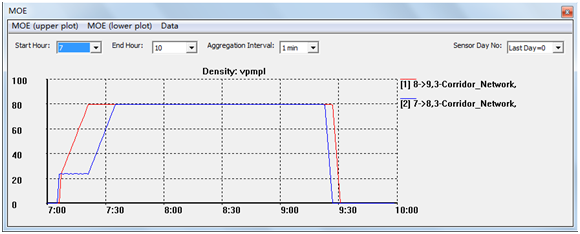 MOE
MOE (upper plot) MOE (lower plot) Data
Start Hour: 7 End Hour: 10 Aggregation Interval: 1 min Sensor Day No: Last Day=0
Density: vpmpl
[1] 8->9,3-Corridor_Network,
[2] 7->8,3-Corridor_Network,
100
80
60
40
20
0
7:00 7:30 8:00 8:30 9:00 9:30 10:00